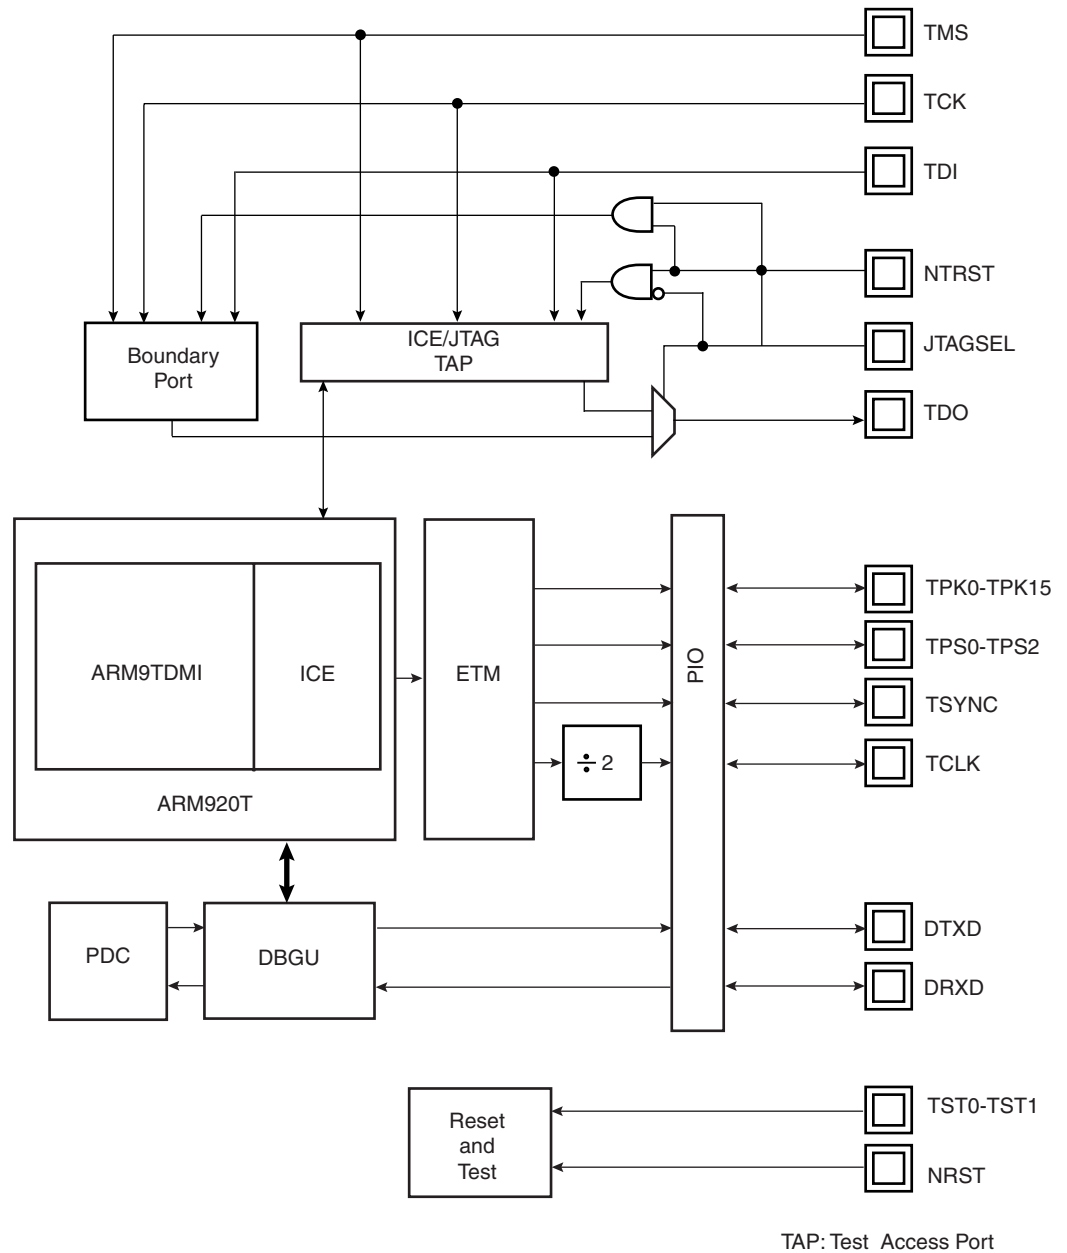 TMS
TCK
TDI
NTRST
JTAGSEL
TDO
Boundary
Port
ICE/JTAG
TAP
ARM9TDMI
ICE
ARM920T
ETM
÷ 2
PIO
TPK0-TPK15
TPS0-TPS2
TSYNC
TCLK
PDC
DBGU
DTXD
DRXD
Reset
and
Test
TST0-TST1
NRST
TAP: Test Access Port